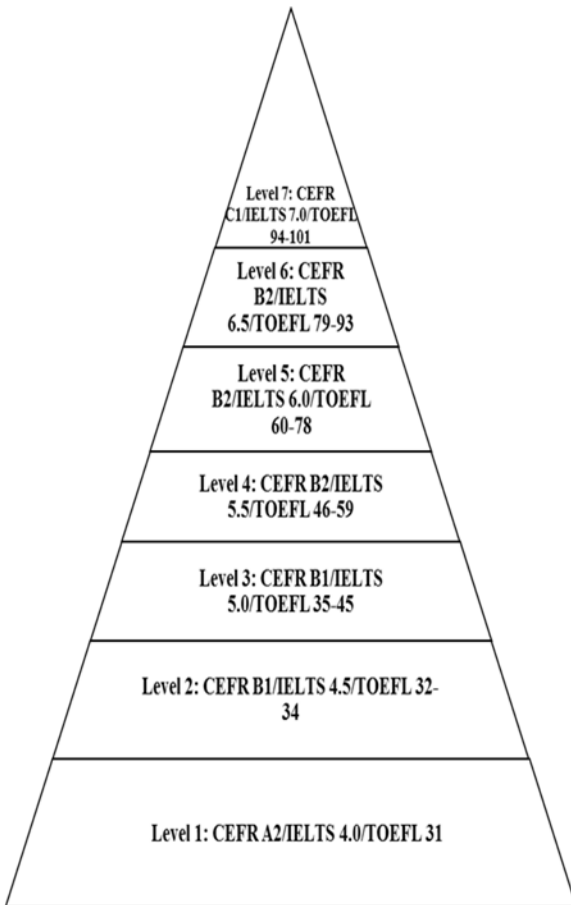 Level 7: CEFR
C1/IELTS 7.0/TOEFL
94-101
Level 6: CEFR
B2/IELTS
6.5/TOEFL 79-93
Level 5: CEFR
B2/IELTS 6.0/TOEFL
60-78
Level 4: CEFR B2/IELTS
5.5/TOEFL 46-59
Level 3: CEFR B1/IELTS
5.0/TOEFL 35-45
Level 2: CEFR B1/IELTS 4.5/TOEFL 32-
34
Level 1: CEFR A2/IELTS 4.0/TOEFL 31